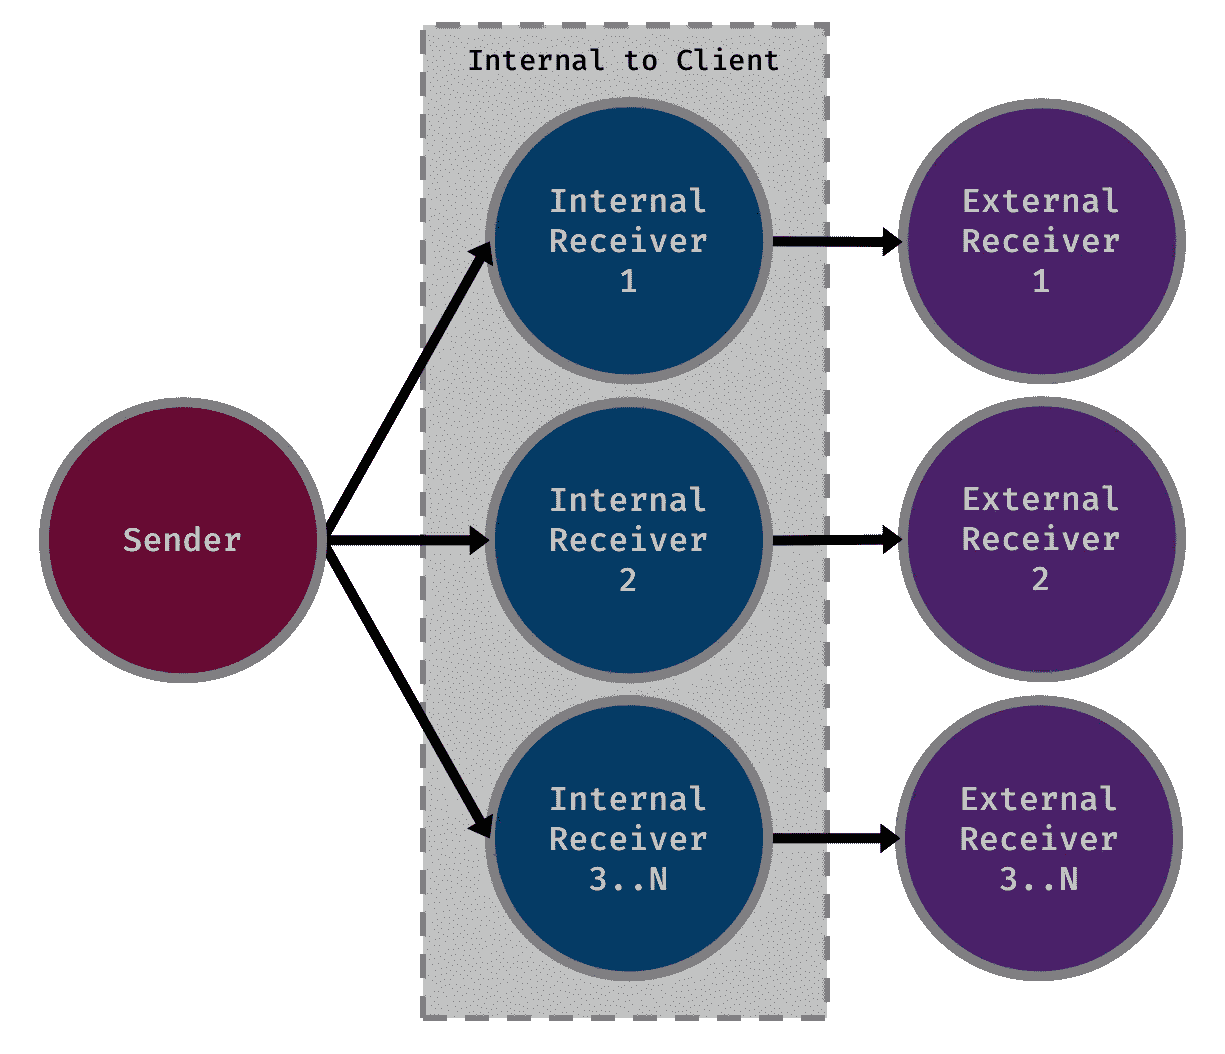 Internal to Client
Internal
Receiver
1
External
Receiver
1
Sender
Internal
Receiver
2
External
Receiver
2
Internal
Receiver
3..N
External
Receiver
3..N